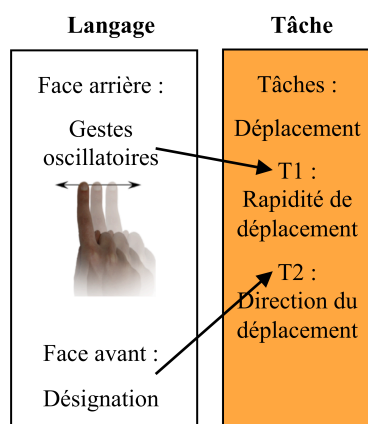 Langage
Face arrière :
Gestes
oscillatoires
Face avant :
Désignation
Tâche
Tâches :
Déplacement
T1 :
Rapidité de
déplacement
T2 :
Direction du
déplacement